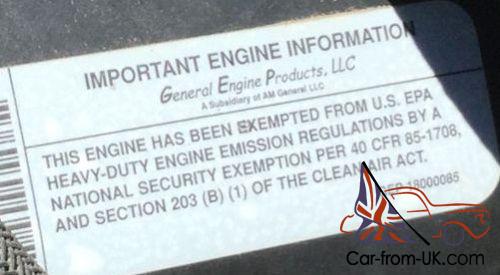 IMPORTANT ENGINE INFORMATION
General Engine Products, LLC
A Subsidiary of AM General LLC
THIS ENGINE HAS BEEN EXEMPTED FROM U.S. EPA
HEAVY-DUTY ENGINE EMISSION REGULATIONS BY A
NATIONAL SECURITY EXEMPTION PER 40 CFR 85-1708,
AND SECTION 203 (B) (1) OF THE CLEAN AIR ACT.
18000085
Car-from-UK.com